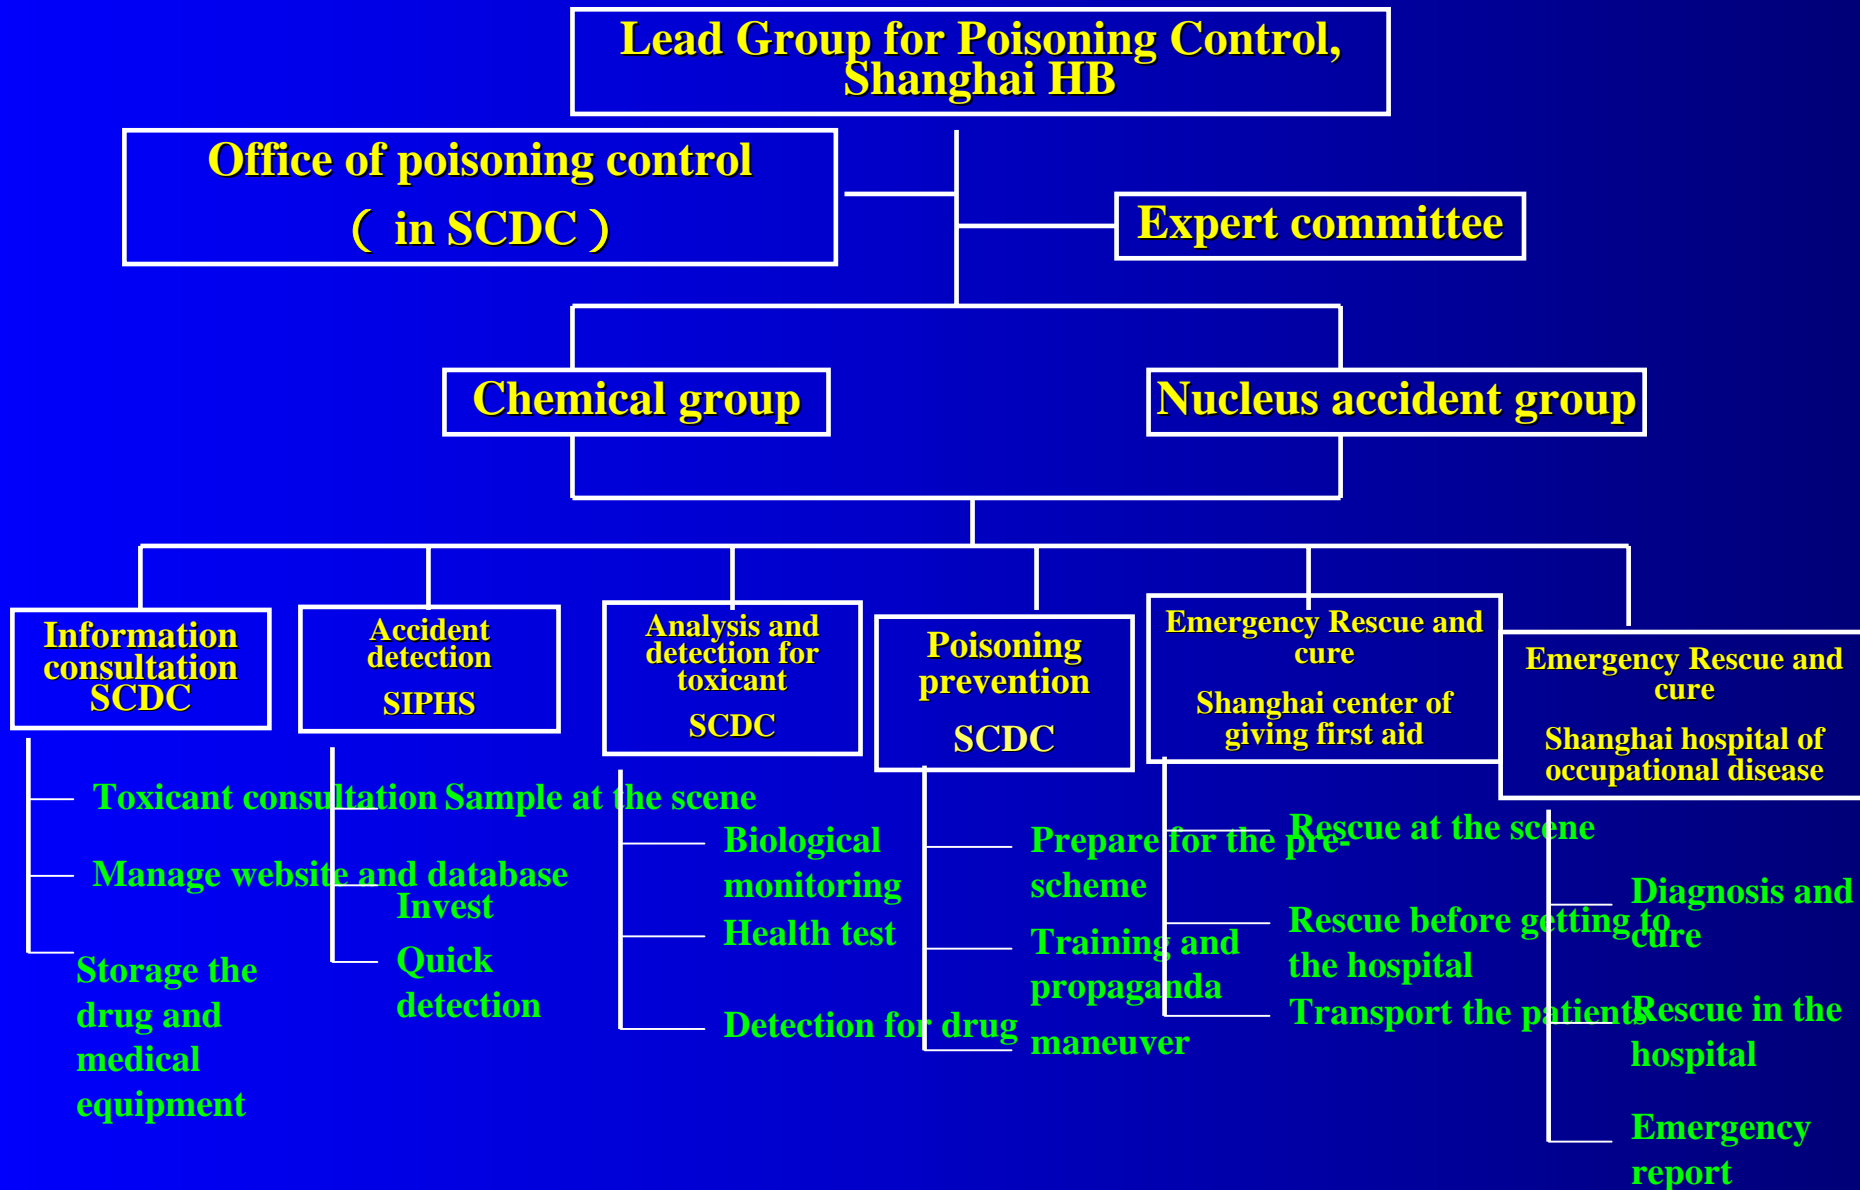 Lead Group for Poisoning Control,
Shanghai HB
Office of poisoning control
（ in SCDC ）
Expert committee
Chemical group
Nucleus accident group
Information
consultation
SCDC
Toxicant consultation
Manage website and database
Storage the
drug and
medical
equipment
Accident
detection
SIPHS
Sample at the scene
Invest
Quick
detection
Analysis and
detection for
toxicant
SCDC
Biological
monitoring
Health test
Detection for drug
Poisoning
prevention
SCDC
Prepare for the pre-
scheme
Training and
propaganda
maneuver
Emergency Rescue and
cure
Shanghai center of
giving first aid
Rescue at the scene
Rescue before getting to
the hospital
Transport the patients
Emergency Rescue and
cure
Shanghai hospital of
occupational disease
Diagnosis and
cure
Rescue in the
hospital
Emergency
report